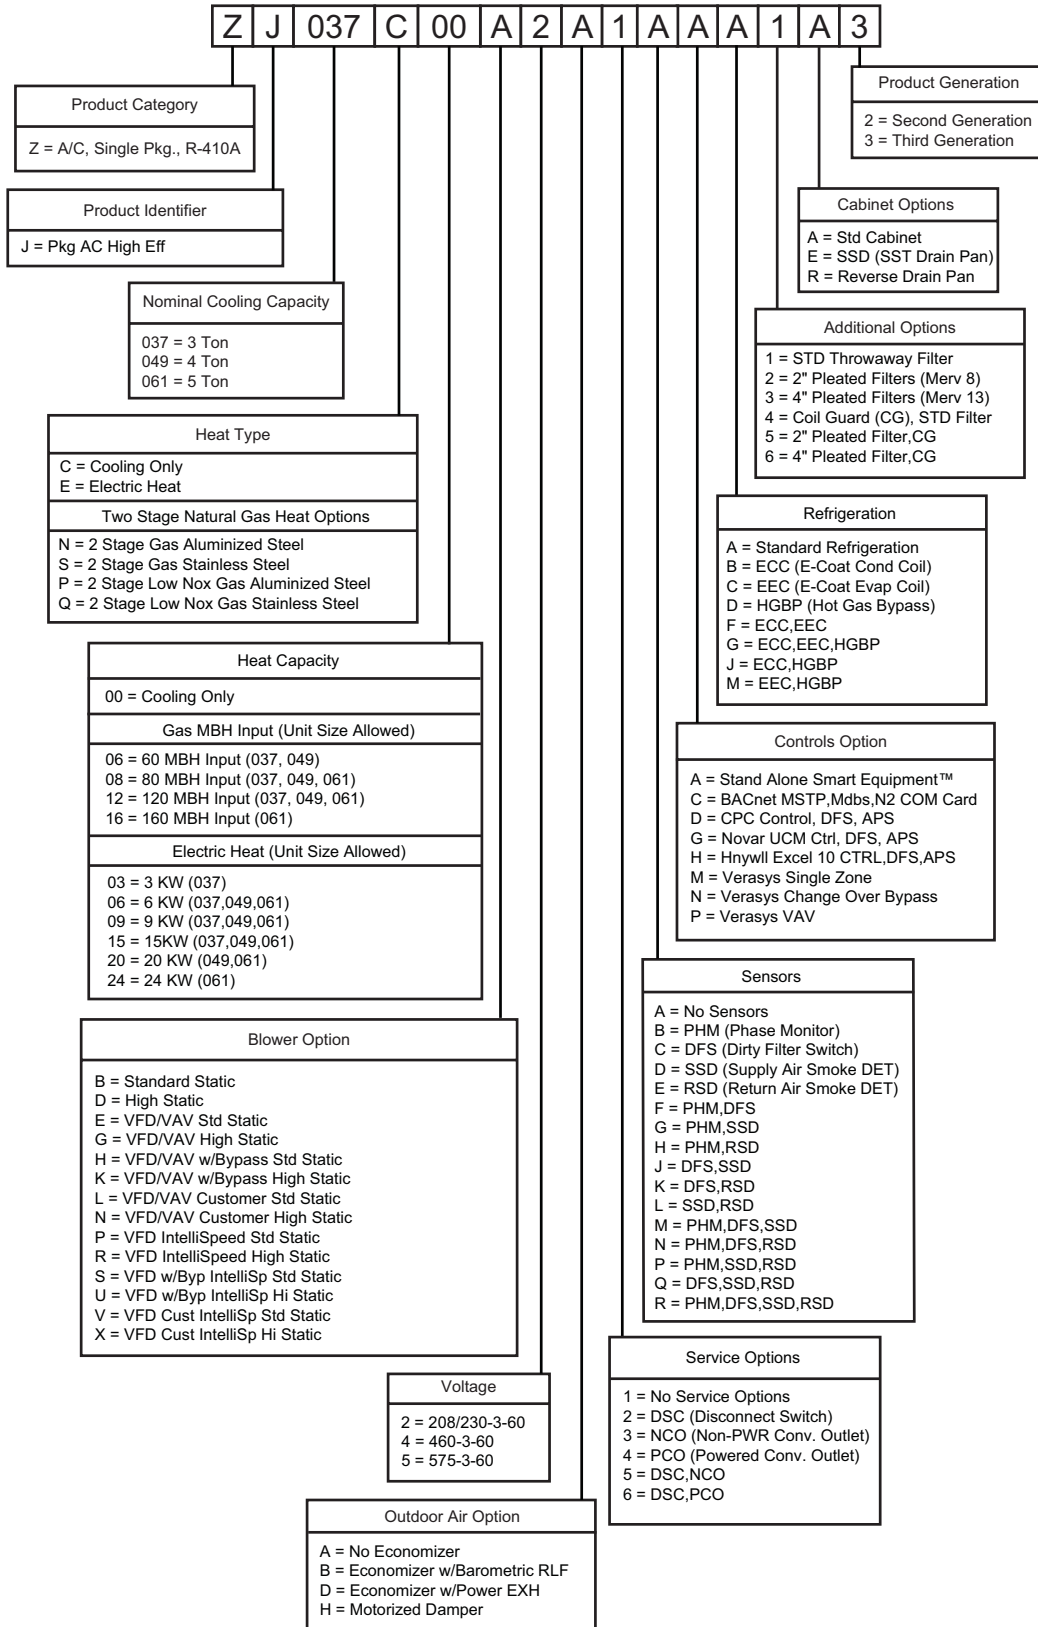 Z J 037 C 00 A 2 A 1 A A A 1 A 3
Product Category
Z = A/C, Single Pkg., R-410A
Product Identifier
J = Pkg AC High Eff
Nominal Cooling Capacity
037 = 3 Ton
049 = 4 Ton
061 = 5 Ton
Heat Type
C = Cooling Only
E = Electric Heat
Two Stage Natural Gas Heat Options
N = 2 Stage Gas Aluminized Steel
S = 2 Stage Gas Stainless Steel
P = 2 Stage Low Nox Gas Aluminized Steel
Q = 2 Stage Low Nox Gas Stainless Steel
Heat Capacity
00 = Cooling Only
Gas MBH Input (Unit Size Allowed)
06 = 60 MBH Input (037, 049)
08 = 80 MBH Input (037, 049, 061)
12 = 120 MBH Input (037, 049, 061)
16 = 160 MBH Input (061)
Electric Heat (Unit Size Allowed)
03 = 3 KW (037)
06 = 6 KW (037,049,061)
09 = 9 KW (037,049,061)
15 = 15KW (037,049,061)
20 = 20 KW (049,061)
24 = 24 KW (061)
Blower Option
B = Standard Static
D = High Static
E = VFD/VAV Std Static
G = VFD/VAV High Static
H = VFD/VAV w/Bypass Std Static
K = VFD/VAV w/Bypass High Static
L = VFD/VAV Customer Std Static
N = VFD/VAV Customer High Static
P = VFD IntelliSpeed Std Static
R = VFD IntelliSpeed High Static
S = VFD w/Byp IntelliSp Std Static
U = VFD w/Byp IntelliSp Hi Static
V = VFD Cust IntelliSp Std Static
X = VFD Cust IntelliSp Hi Static
Voltage
2 = 208/230-3-60
4 = 460-3-60
5 = 575-3-60
Outdoor Air Option
A = No Economizer
B = Economizer w/Barometric RLF
D = Economizer w/Power EXH
H = Motorized Damper
Product Generation
2 = Second Generation
3 = Third Generation
Cabinet Options
A = Std Cabinet
E = SSD (SST Drain Pan)
R = Reverse Drain Pan
Additional Options
1 = STD Throwaway Filter
2 = 2" Pleated Filters (Merv 8)
3 = 4" Pleated Filters (Merv 13)
4 = Coil Guard (CG), STD Filter
5 = 2" Pleated Filter,CG
6 = 4" Pleated Filter,CG
Refrigeration
A = Standard Refrigeration
B = ECC (E-Coat Cond Coil)
C = EEC (E-Coat Evap Coil)
D = HGBP (Hot Gas Bypass)
F = ECC,EEC
G = ECC,EEC,HGBP
J = ECC,HGBP
M = EEC,HGBP
Controls Option
A = Stand Alone Smart Equipment™
C = BACnet MSTP,Mdbs,N2 COM Card
D = CPC Control, DFS, APS
G = Novar UCM Ctrl, DFS, APS
H = Hnywll Excel 10 CTRL,DFS,APS
M = Verasys Single Zone
N = Verasys Change Over Bypass
P = Verasys VAV
Sensors
A = No Sensors
B = PHM (Phase Monitor)
C = DFS (Dirty Filter Switch)
D = SSD (Supply Air Smoke DET)
E = RSD (Return Air Smoke DET)
F = PHM,DFS
G = PHM,SSD
H = PHM,RSD
J = DFS,SSD
K = DFS,RSD
L = SSD,RSD
M = PHM,DFS,SSD
N = PHM,DFS,RSD
P = PHM,SSD,RSD
Q = DFS,SSD,RSD
R = PHM,DFS,SSD,RSD
Service Options
1 = No Service Options
2 = DSC (Disconnect Switch)
3 = NCO (Non-PWR Conv. Outlet)
4 = PCO (Powered Conv. Outlet)
5 = DSC,NCO
6 = DSC,PCO